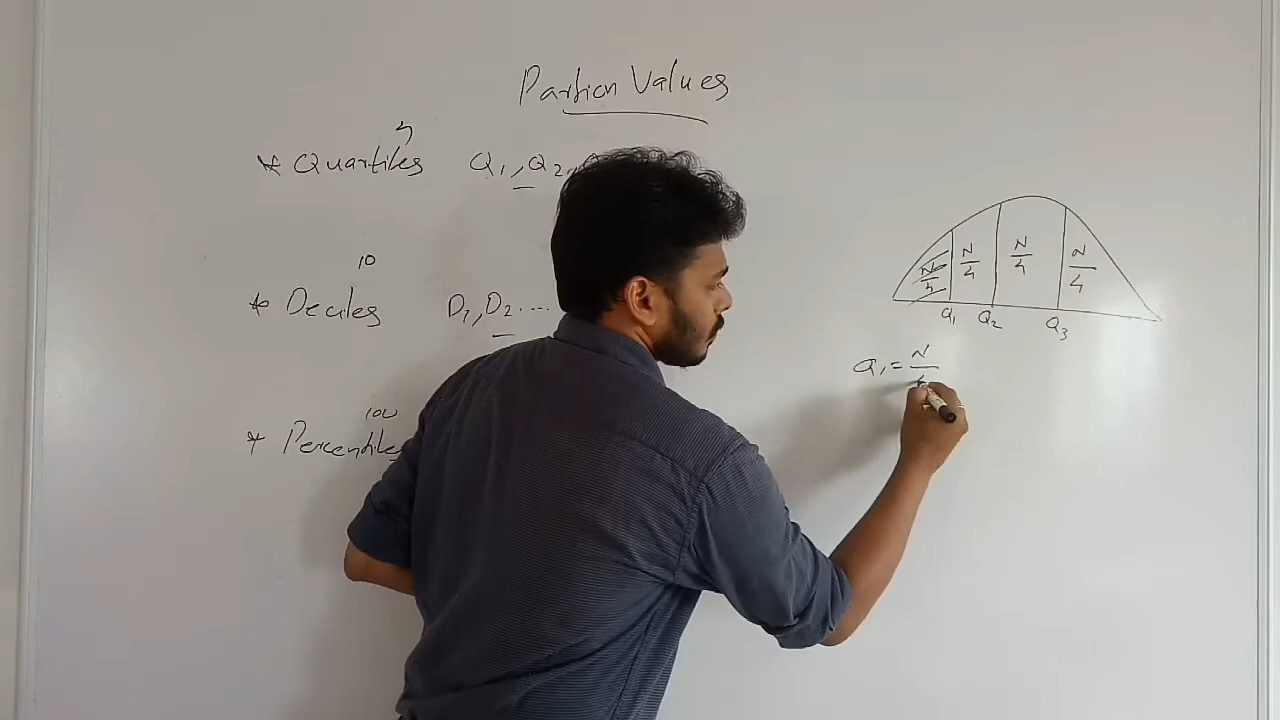 Partion Values
4
* Quartiles Q1, Q2,
10
* Deciles D1, D2....
100
* Percentiles
N/4 N/4 N/4 N/4
Q1 Q2 Q3
Q1 = N/4